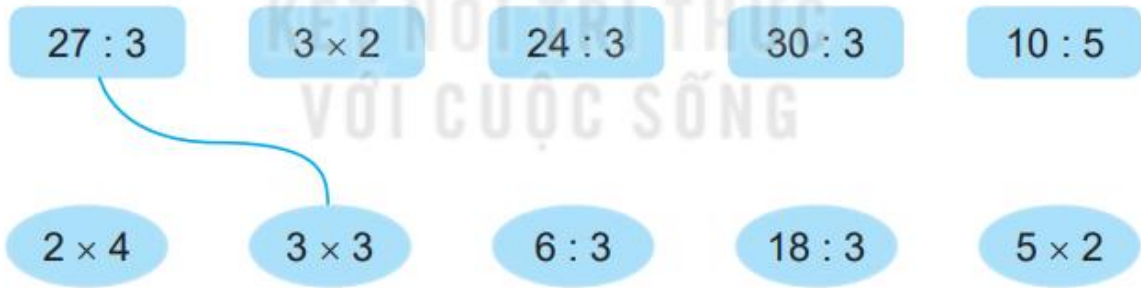 KẾT NỐI TRI THỨC
27 : 3 3 × 2 24 : 3 30 : 3 10 : 5
VỚI CUỘC SỐNG
2 × 4 3 × 3 6 : 3 18 : 3 5 × 2